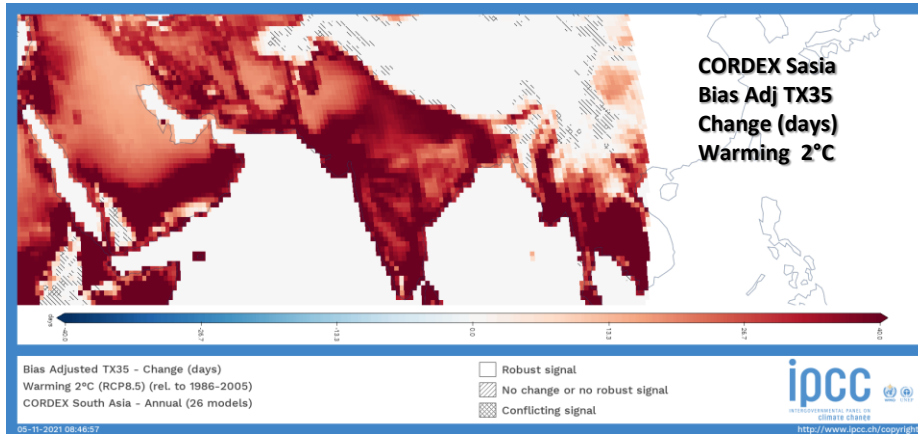 CORDEX Sasia
Bias Adj TX35
Change (days)
Warming 2°C
days
-40.0
-26.7
-13.3
0.0
13.3
26.7
40.0
Bias Adjusted TX35 - Change (days)
Warming 2°C (RCP8.5) (rel. to 1986-2005)
CORDEX South Asia - Annual (26 models)
Robust signal
No change or no robust signal
Conflicting signal
ipcc
INTERGOVERNMENTAL PANEL ON
climate change
WMO
UNEP
05-11-2021 08:46:57
http://www.ipcc.ch/copyright